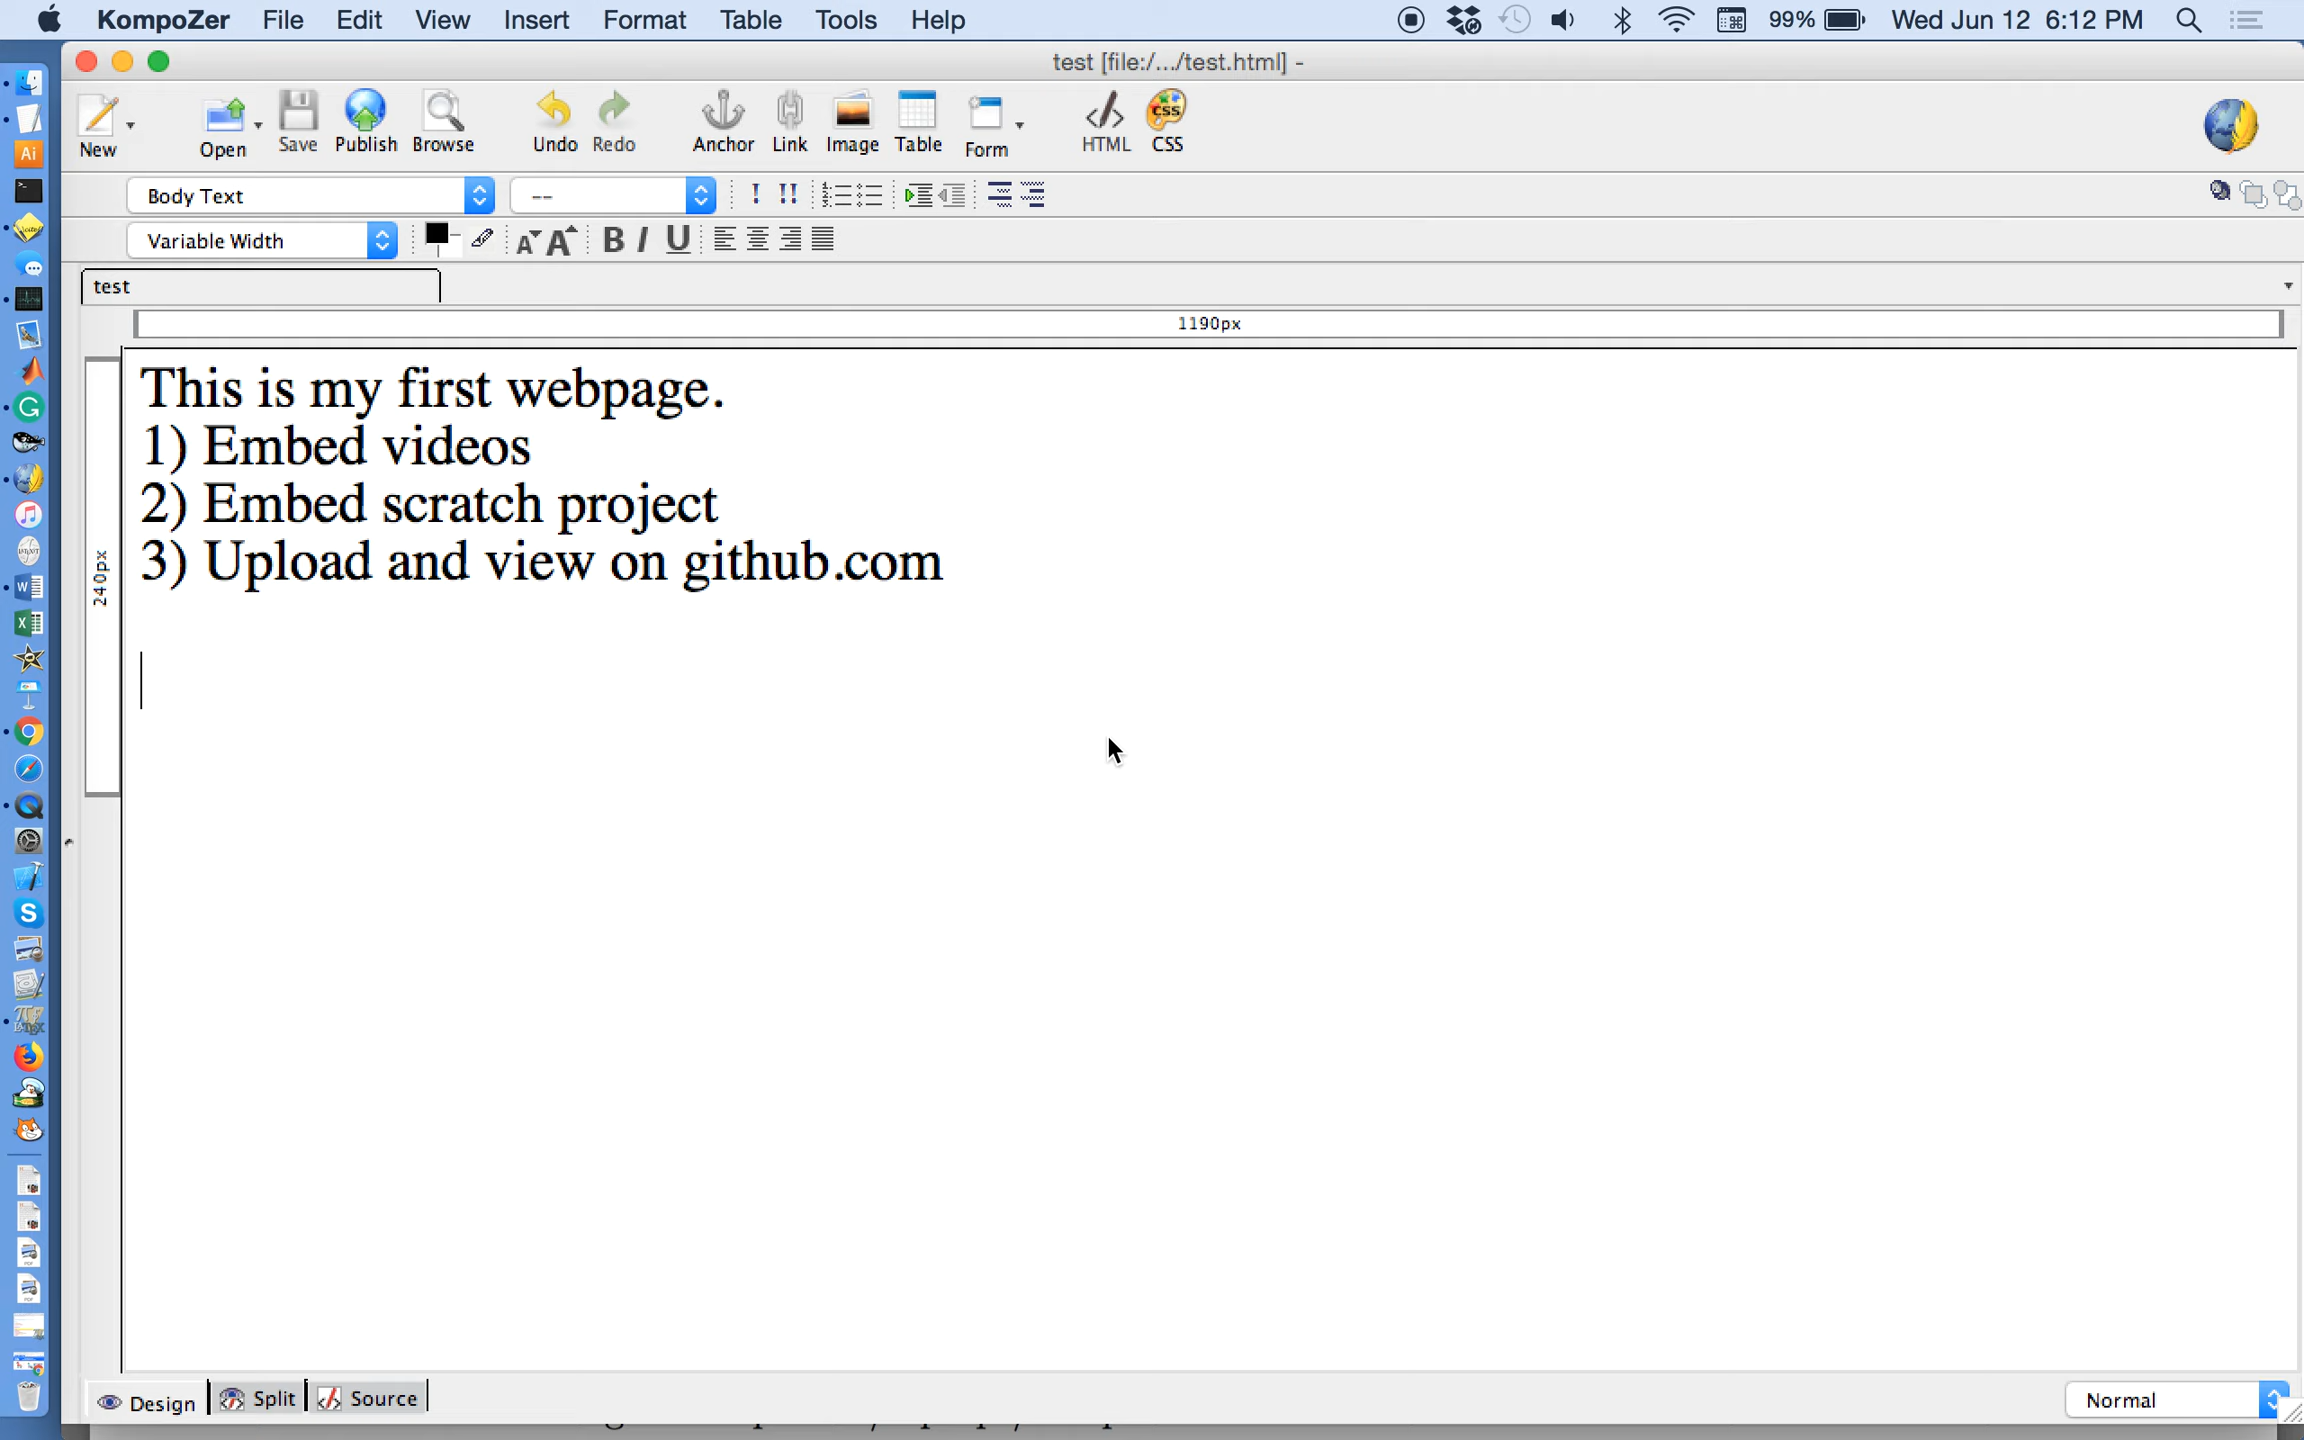 KompoZer File Edit View Insert Format Table Tools Help 99% Wed Jun 12 6:12 PM
test [file:/.../test.html] -
New Open Save Publish Browse Undo Redo Anchor Link Image Table Form HTML CSS
Body Text -- ! !!
Variable Width A A B I U
test
1190px
This is my first webpage.
1) Embed videos
2) Embed scratch project
3) Upload and view on github.com
240px
Design Split Source Normal